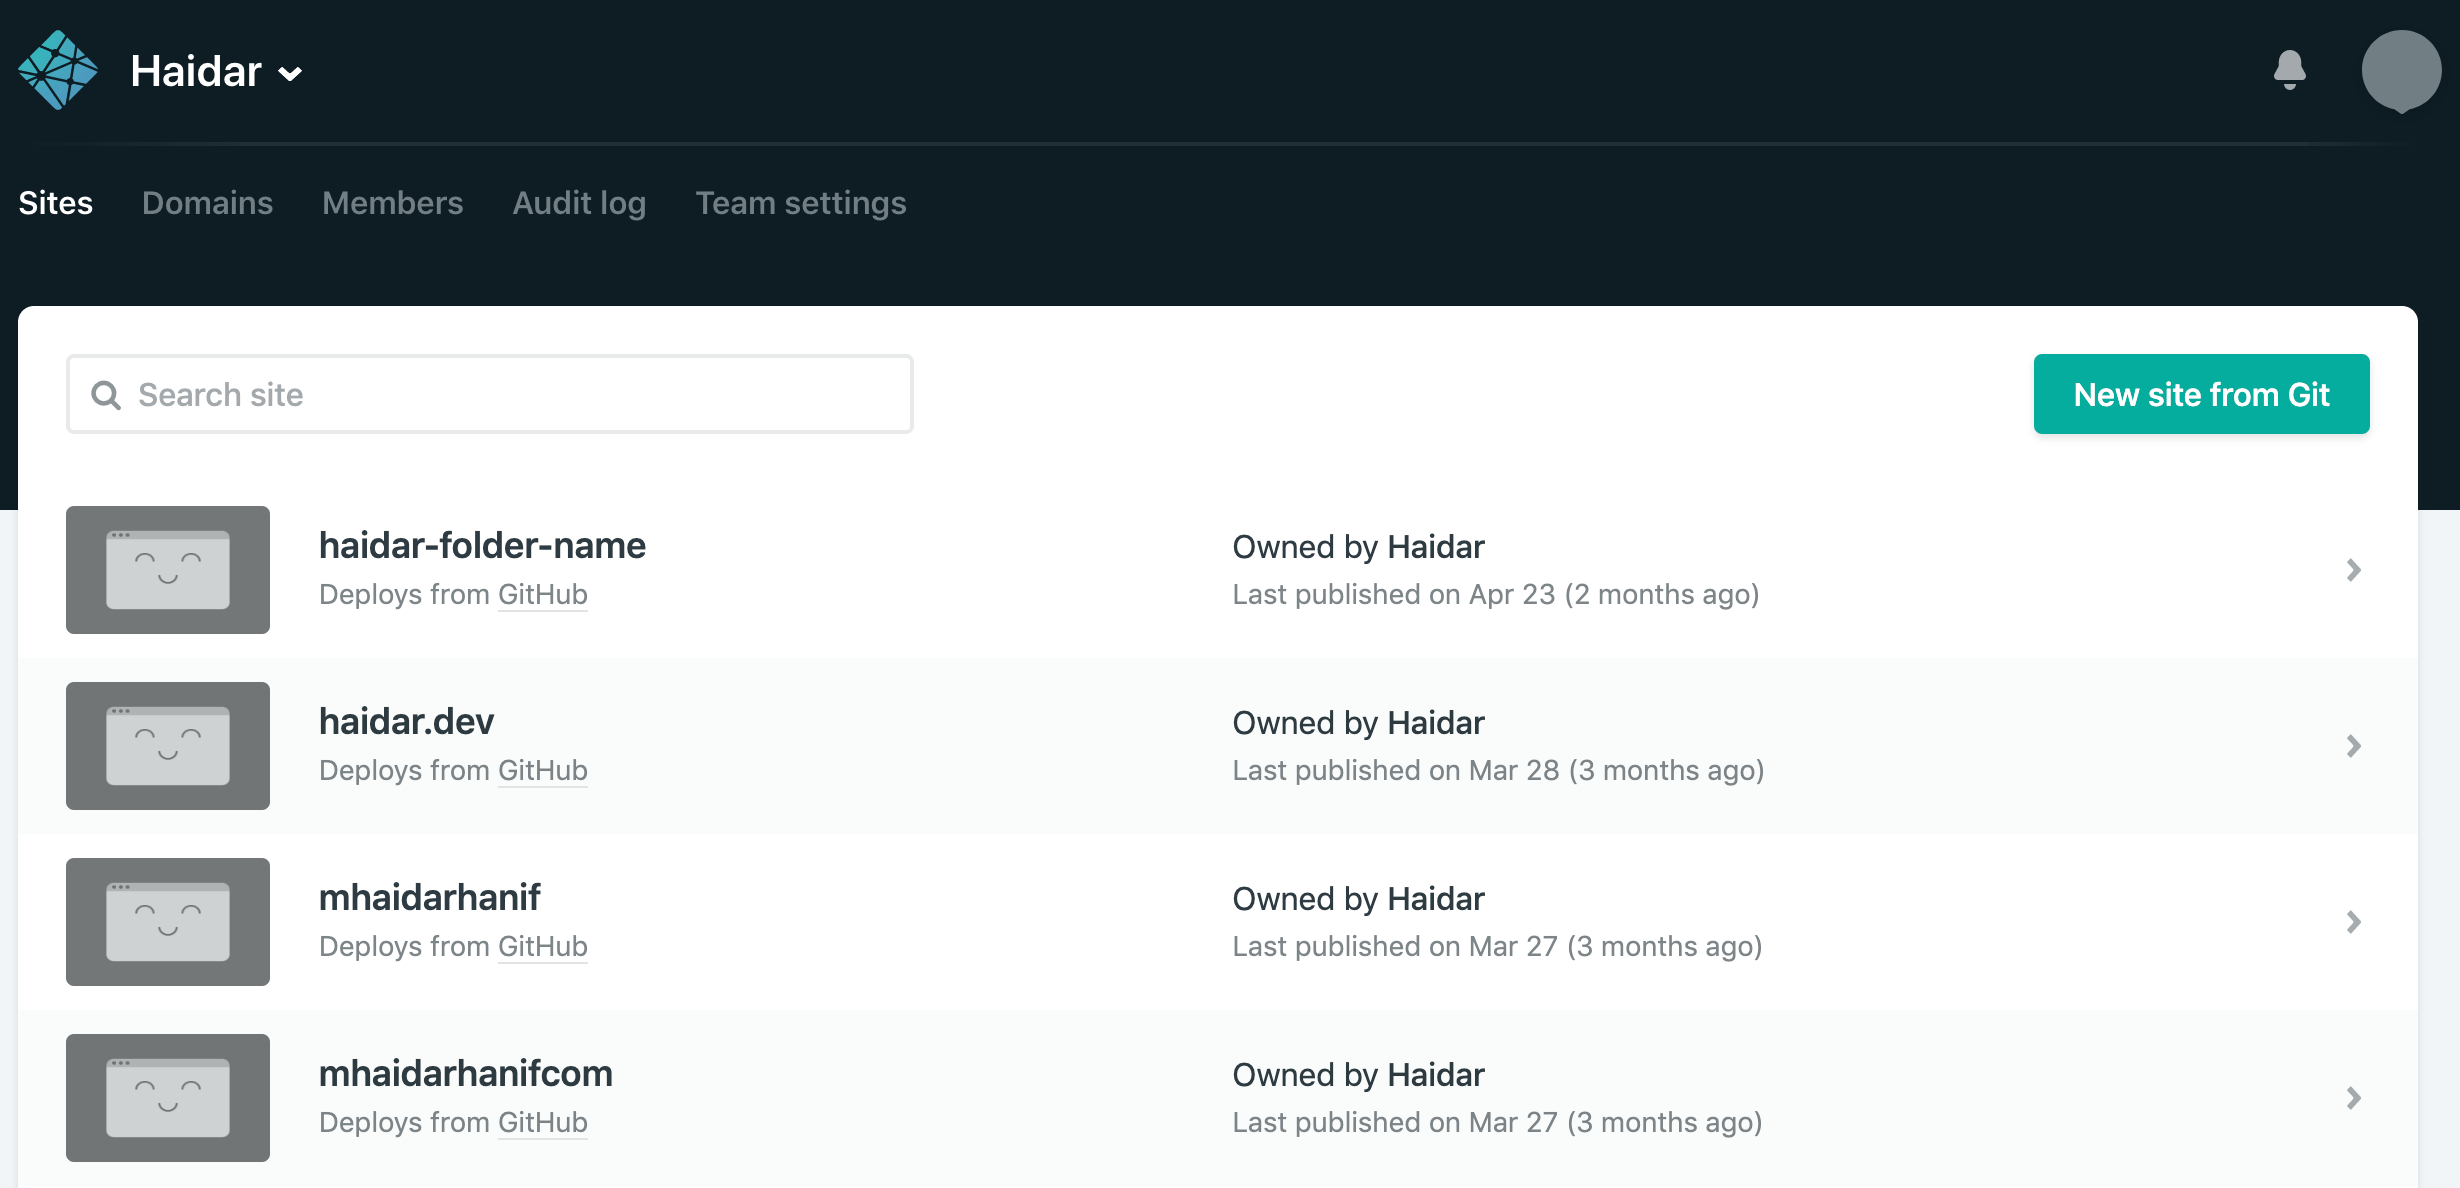 Haidar
Sites Domains Members Audit log Team settings
Search site
New site from Git
haidar-folder-name
Deploys from GitHub
Owned by Haidar
Last published on Apr 23 (2 months ago)
haidar.dev
Deploys from GitHub
Owned by Haidar
Last published on Mar 28 (3 months ago)
mhaidarhanif
Deploys from GitHub
Owned by Haidar
Last published on Mar 27 (3 months ago)
mhaidarhanifcom
Deploys from GitHub
Owned by Haidar
Last published on Mar 27 (3 months ago)